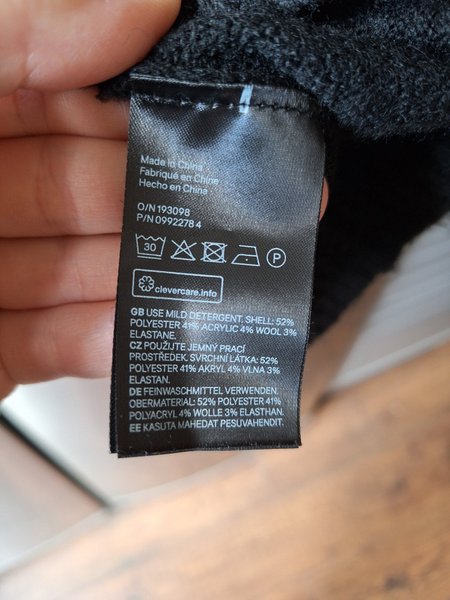 Made in China
Fabriqué en Chine
Hecho en China
O/N 193098
P/N 0992278 4
30
P
clevercare.info
GB USE MILD DETERGENT. SHELL: 52%
POLYESTER 41% ACRYLIC 4% WOOL 3%
ELASTANE.
CZ POUŽIJTE JEMNÝ PRACÍ
PROSTŘEDEK. SVRCHNÍ LÁTKA: 52%
POLYESTER 41% AKRYL 4% VLNA 3%
ELASTAN.
DE FEINWASCHMITTEL VERWENDEN.
OBERMATERIAL: 52% POLYESTER 41%
POLYACRYL 4% WOLLE 3% ELASTHAN.
EE KASUTA MAHEDAT PESUVAHENDIT.